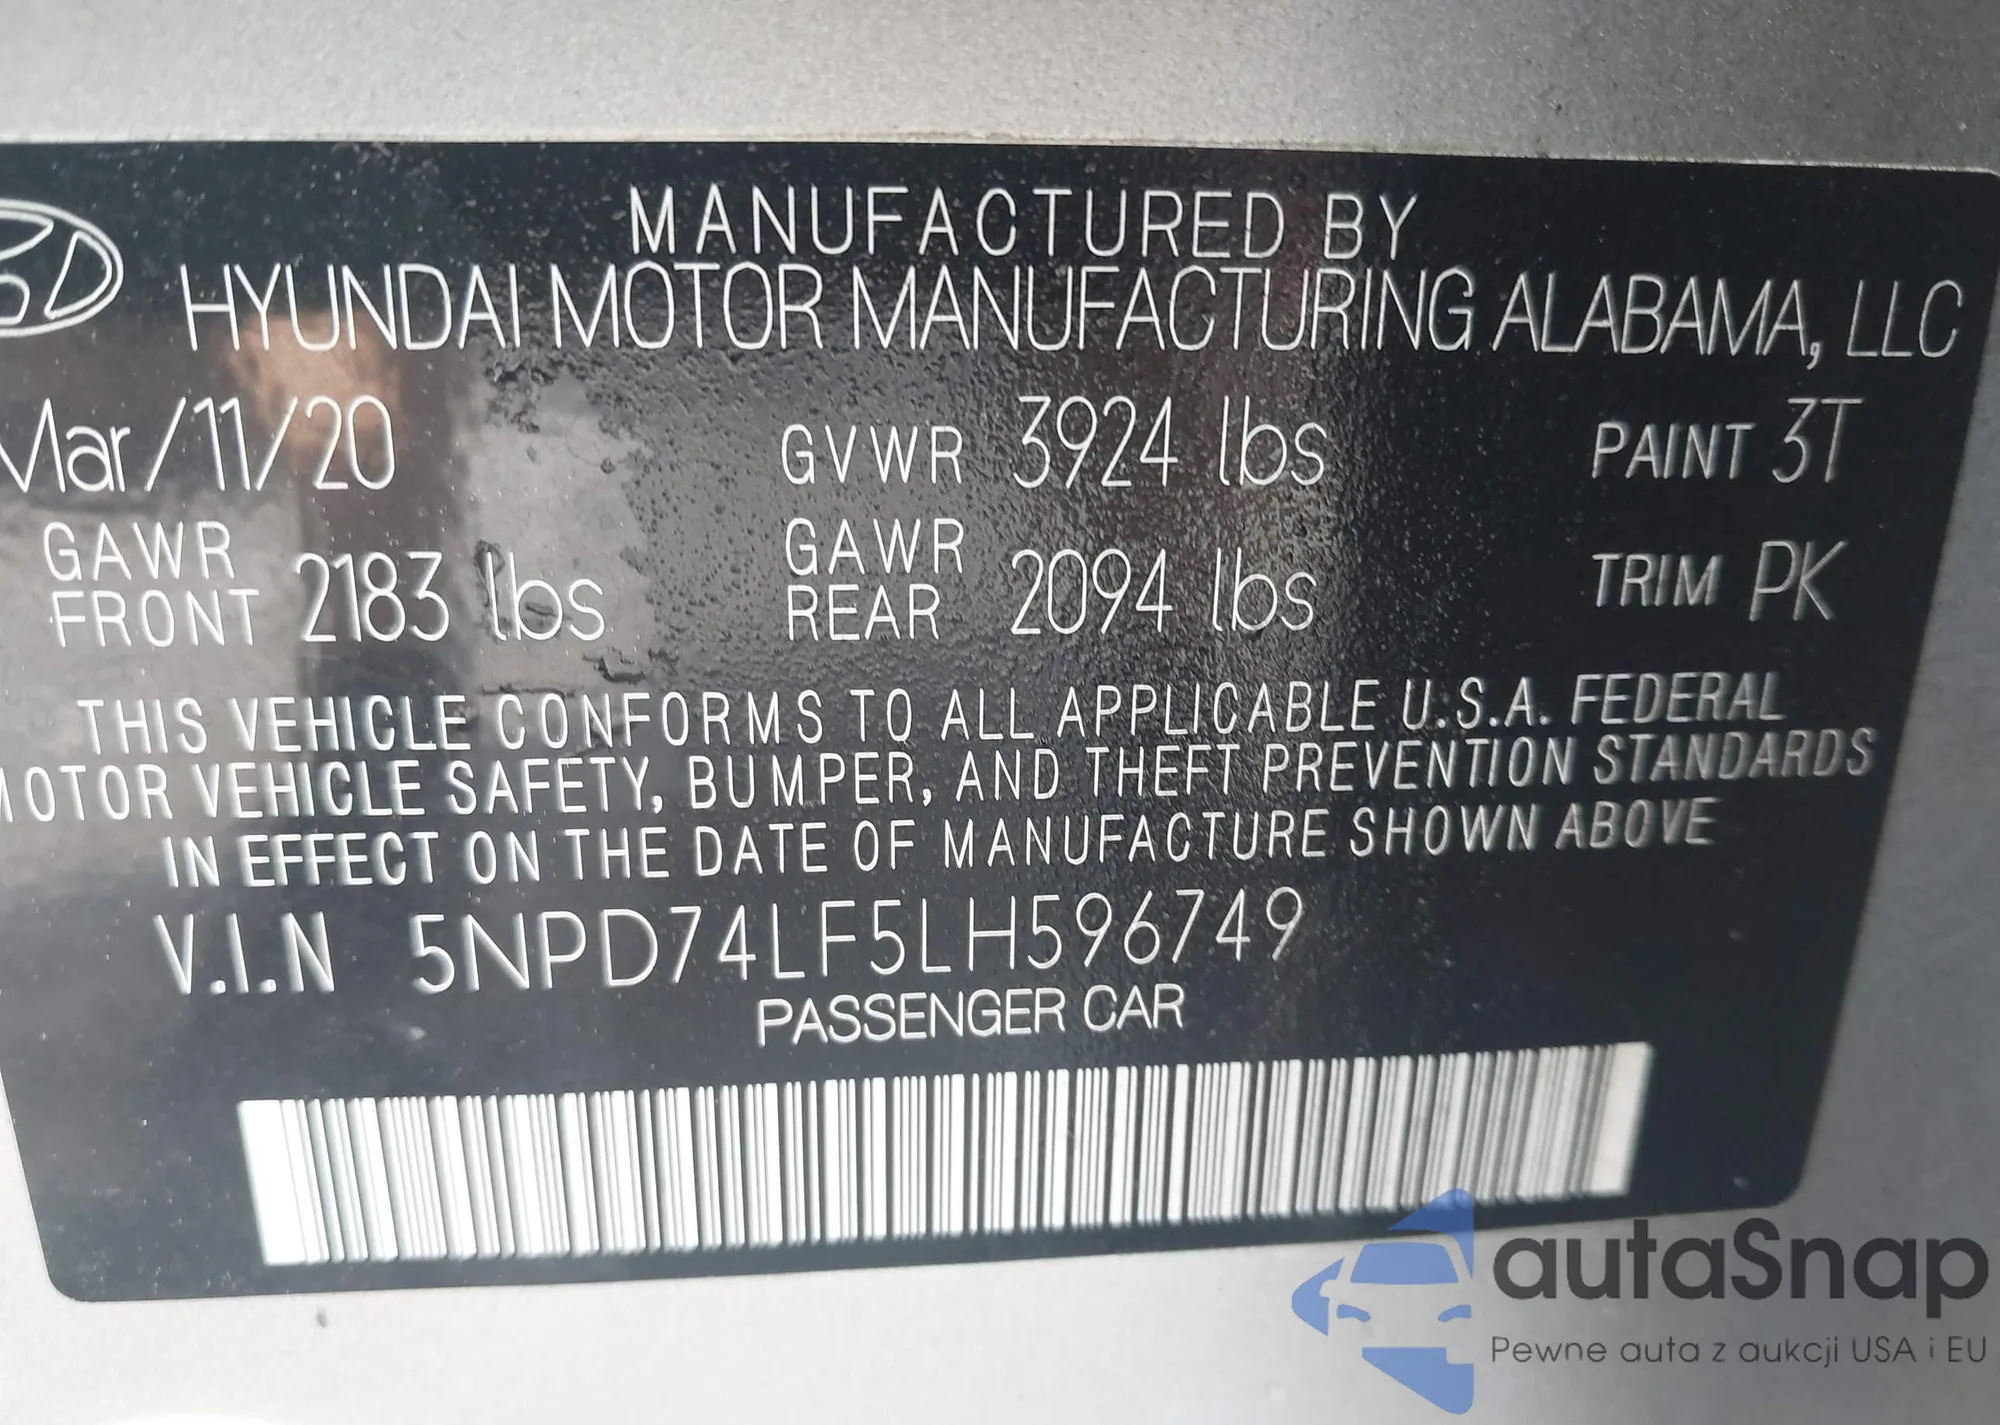 MANUFACTURED BY
HYUNDAI MOTOR MANUFACTURING ALABAMA, LLC
Mar/11/20 GVWR 3924 lbs PAINT 3T
GAWR FRONT 2183 lbs GAWR REAR 2094 lbs TRIM PK
THIS VEHICLE CONFORMS TO ALL APPLICABLE U.S.A. FEDERAL
MOTOR VEHICLE SAFETY, BUMPER, AND THEFT PREVENTION STANDARDS
IN EFFECT ON THE DATE OF MANUFACTURE SHOWN ABOVE
V.I.N 5NPD74LF5LH596749
PASSENGER CAR
autaSnap
Pewne auta z aukcji USA i EU